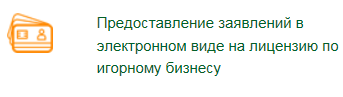 Предоставление заявлений в
электронном виде на лицензию по
игорному бизнесу